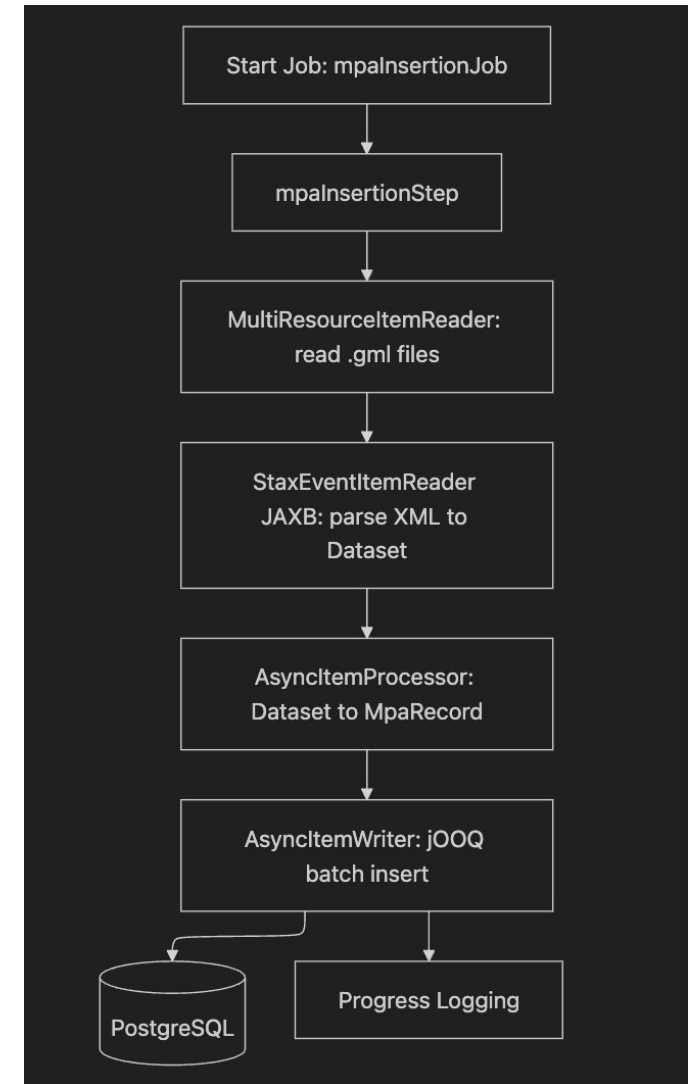 Start Job: mpaInsertionJob
mpaInsertionStep
MultiResourceItemReader:
read .gml files
StaxEventItemReader
JAXB: parse XML to
Dataset
AsyncItemProcessor:
Dataset to MpaRecord
AsyncItemWriter: jOOQ
batch insert
PostgreSQL
Progress Logging